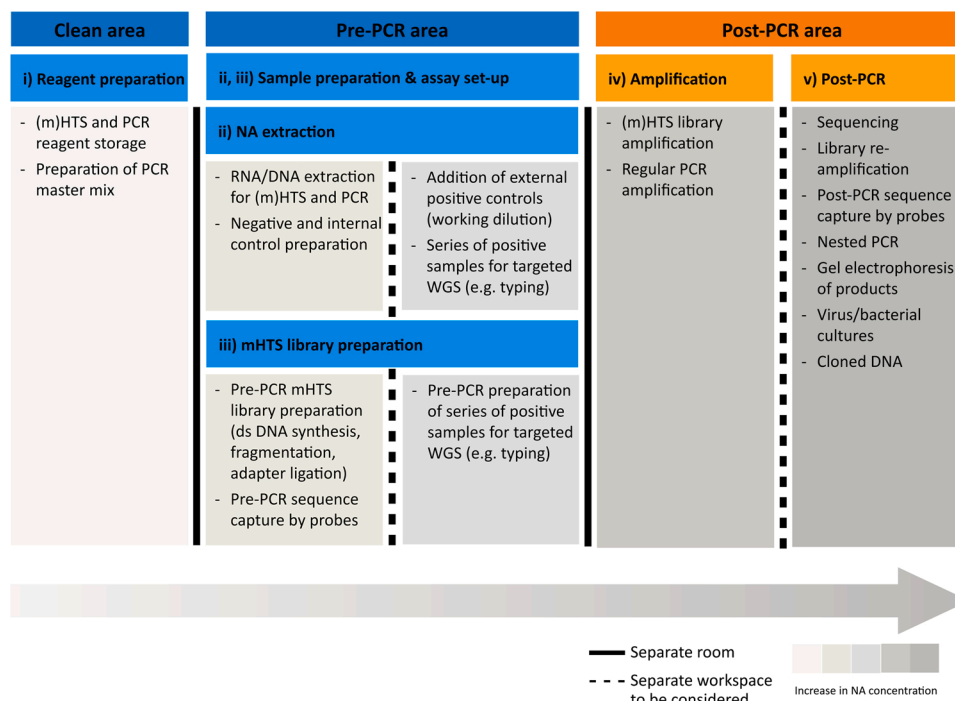 Clean area
Pre-PCR area
Post-PCR area
i) Reagent preparation
ii, iii) Sample preparation & assay set-up
iv) Amplification
v) Post-PCR
- (m)HTS and PCR
reagent storage
- Preparation of PCR
master mix
ii) NA extraction
- RNA/DNA extraction
for (m)HTS and PCR
- Negative and internal
control preparation
- Addition of external
positive controls
(working dilution)
- Series of positive
samples for targeted
WGS (e.g. typing)
iii) mHTS library preparation
- Pre-PCR mHTS
library preparation
(ds DNA synthesis,
fragmentation,
adapter ligation)
- Pre-PCR sequence
capture by probes
- Pre-PCR preparation
of series of positive
samples for targeted
WGS (e.g. typing)
- (m)HTS library
amplification
- Regular PCR
amplification
- Sequencing
- Library re-
amplification
- Post-PCR sequence
capture by probes
- Nested PCR
- Gel electrophoresis
of products
- Virus/bacterial
cultures
- Cloned DNA
Separate room
Separate workspace
to be considered
Increase in NA concentration